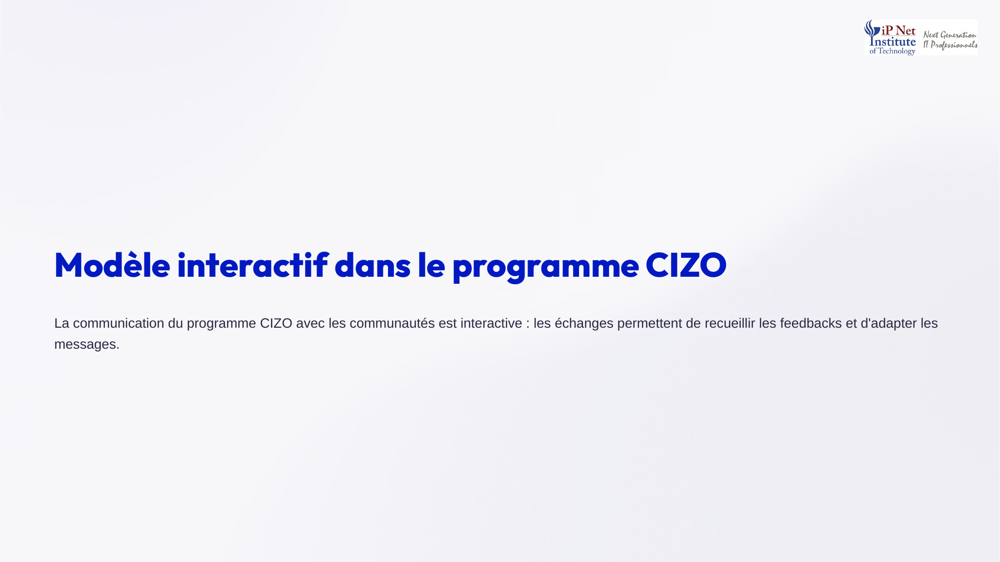 iP Net
Institute
of Technology
Next Generation
IT Professionnels
Modèle interactif dans le programme CIZO
La communication du programme CIZO avec les communautés est interactive : les échanges permettent de recueillir les feedbacks et d'adapter les
messages.